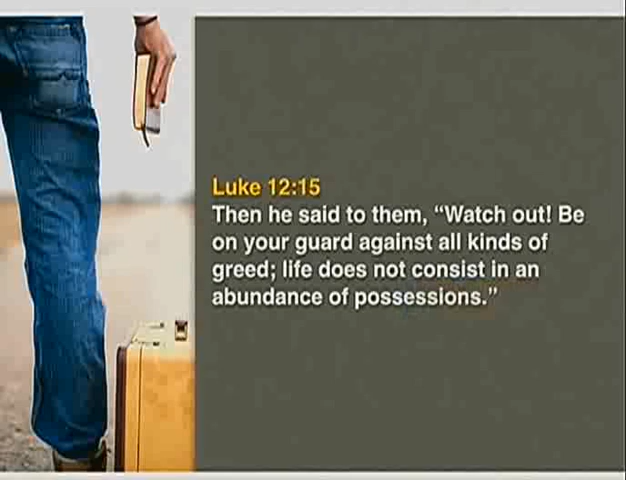 Luke 12:15
Then he said to them, “Watch out! Be
on your guard against all kinds of
greed; life does not consist in an
abundance of possessions.”